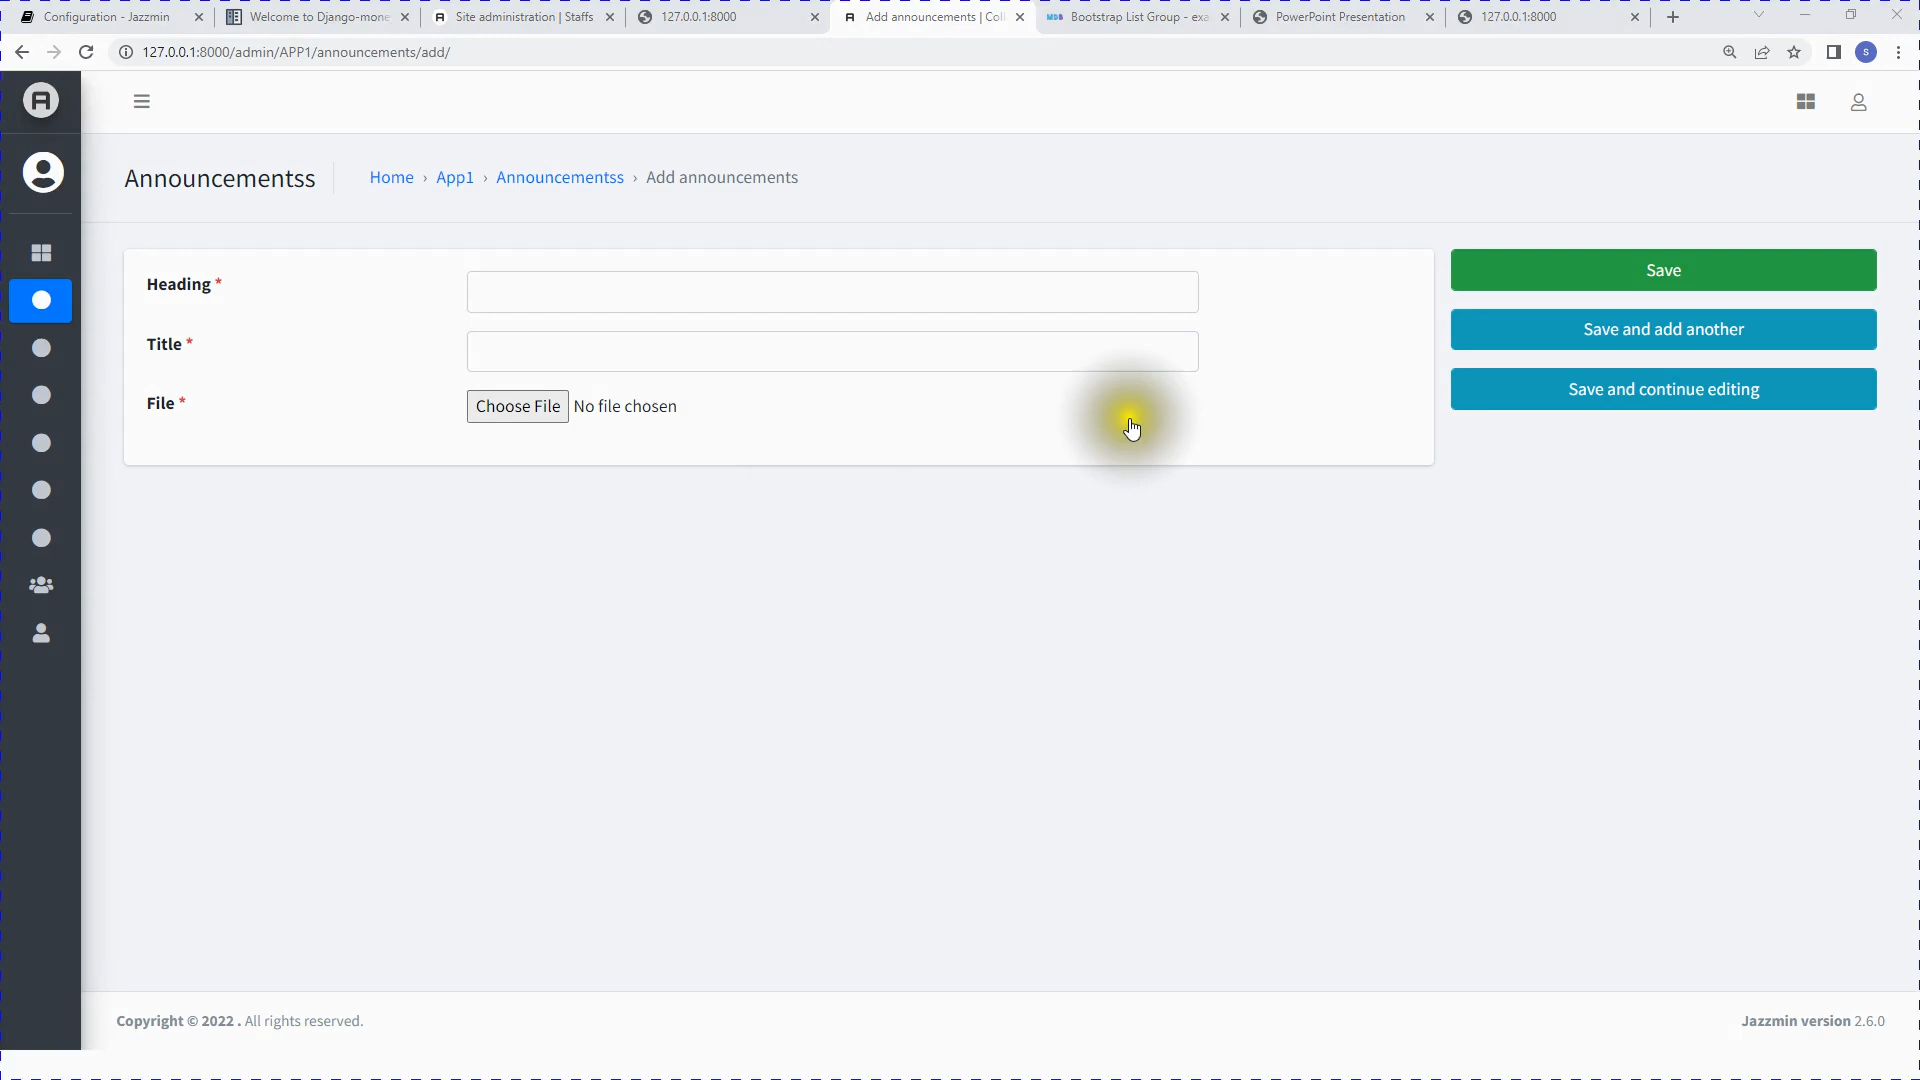 Configuration - Jazzmin
Welcome to Django-mone
Site administration | Staffs
127.0.0.1:8000
Add announcements | Coll
MDB Bootstrap List Group - exa
PowerPoint Presentation
127.0.0.1:8000
127.0.0.1:8000/admin/APP1/announcements/add/
S
Announcementss
Home › App1 › Announcementss › Add announcements
Heading *
Title *
File *
Choose File No file chosen
Save
Save and add another
Save and continue editing
Copyright © 2022 . All rights reserved.
Jazzmin version 2.6.0